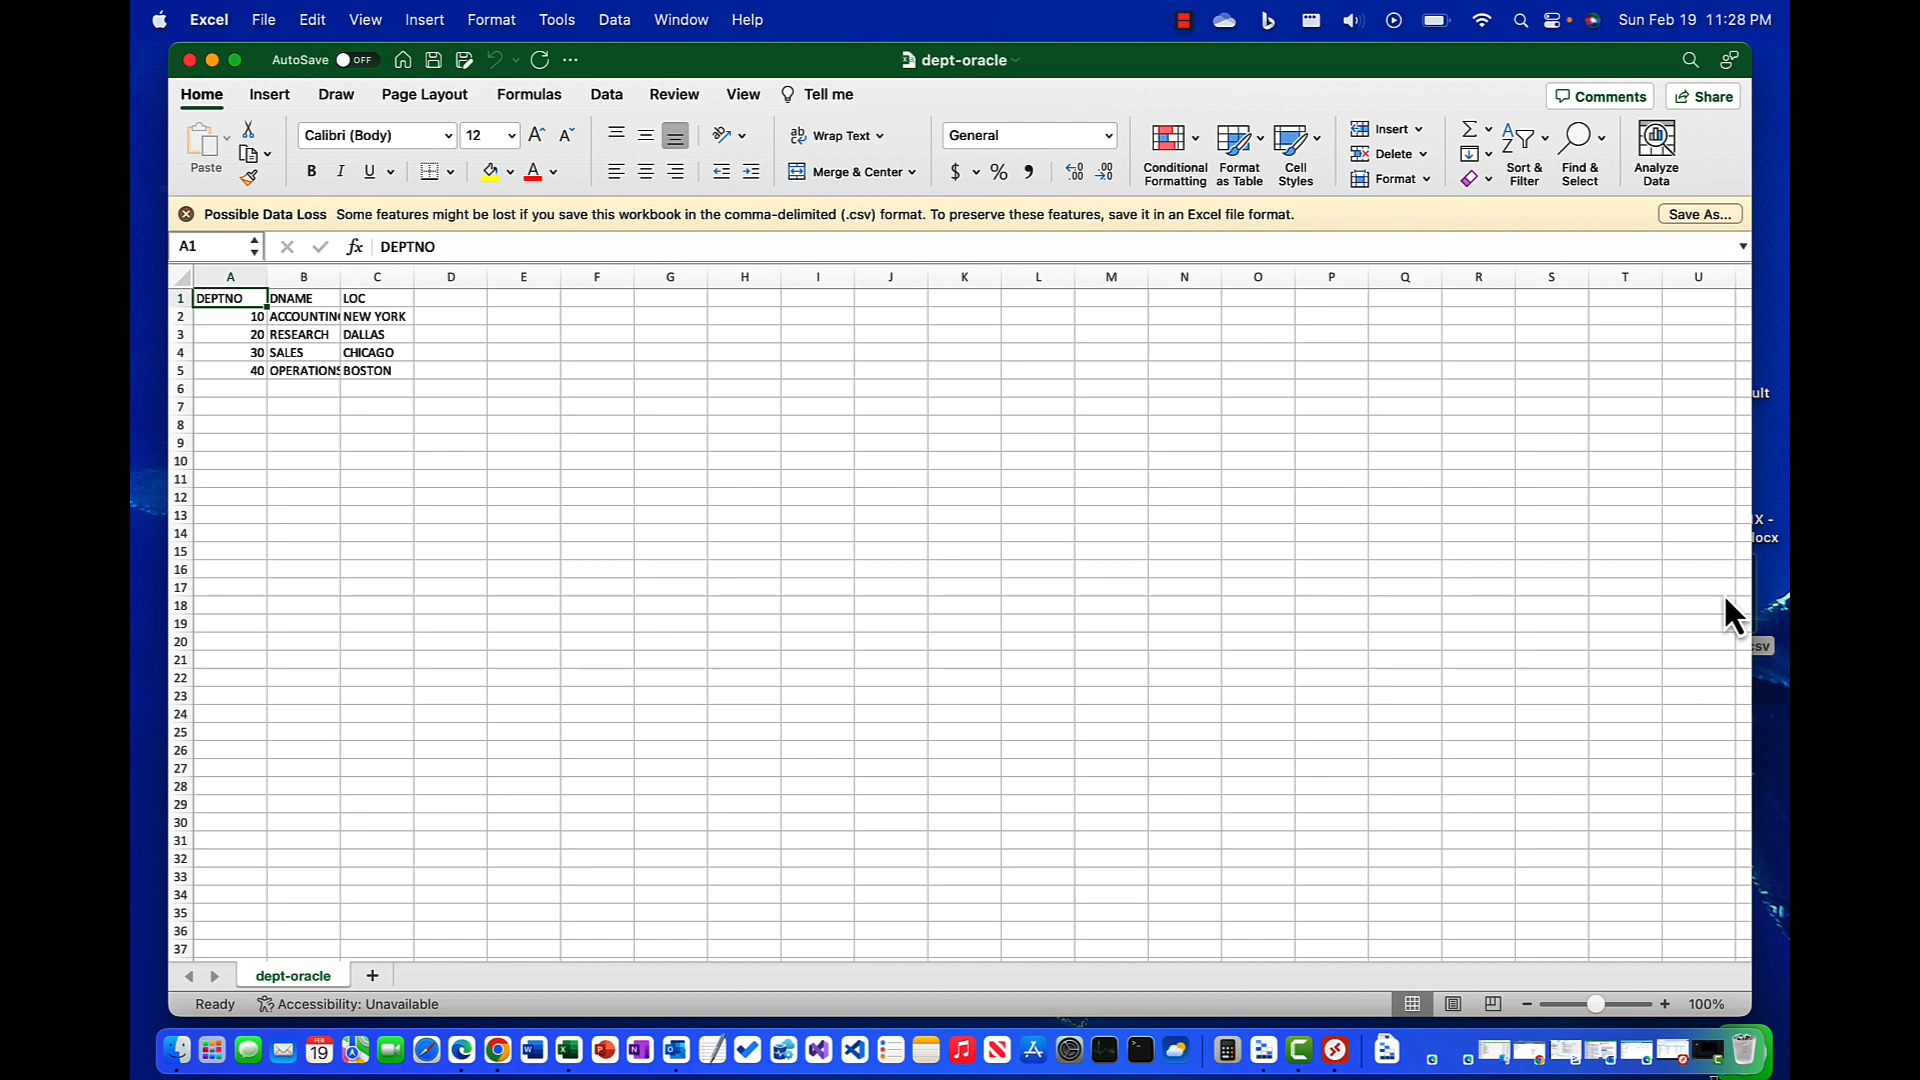 Excel File Edit View Insert Format Tools Data Window Help Sun Feb 19 11:28 PM
AutoSave OFF dept-oracle
Home Insert Draw Page Layout Formulas Data Review View Tell me Comments Share
Paste Calibri (Body) 12 Wrap Text General Insert
B I U Merge & Center $ % Delete
Conditional Formatting Format as Table Cell Styles Format Sort & Filter Find & Select Analyze Data
Possible Data Loss Some features might be lost if you save this workbook in the comma-delimited (.csv) format. To preserve these features, save it in an Excel file format. Save As...
A1 fx DEPTNO
A B C D E F G H I J K L M N O P Q R S T U
1 DEPTNO DNAME LOC
2 10 ACCOUNTING NEW YORK
3 20 RESEARCH DALLAS
4 30 SALES CHICAGO
5 40 OPERATIONS BOSTON
6
7
8
9
10
11
12
13
14
15
16
17
18
19
20
21
22
23
24
25
26
27
28
29
30
31
32
33
34
35
36
37
ult
IX -
locx
csv
dept-oracle
Ready Accessibility: Unavailable 100%
FEB
19